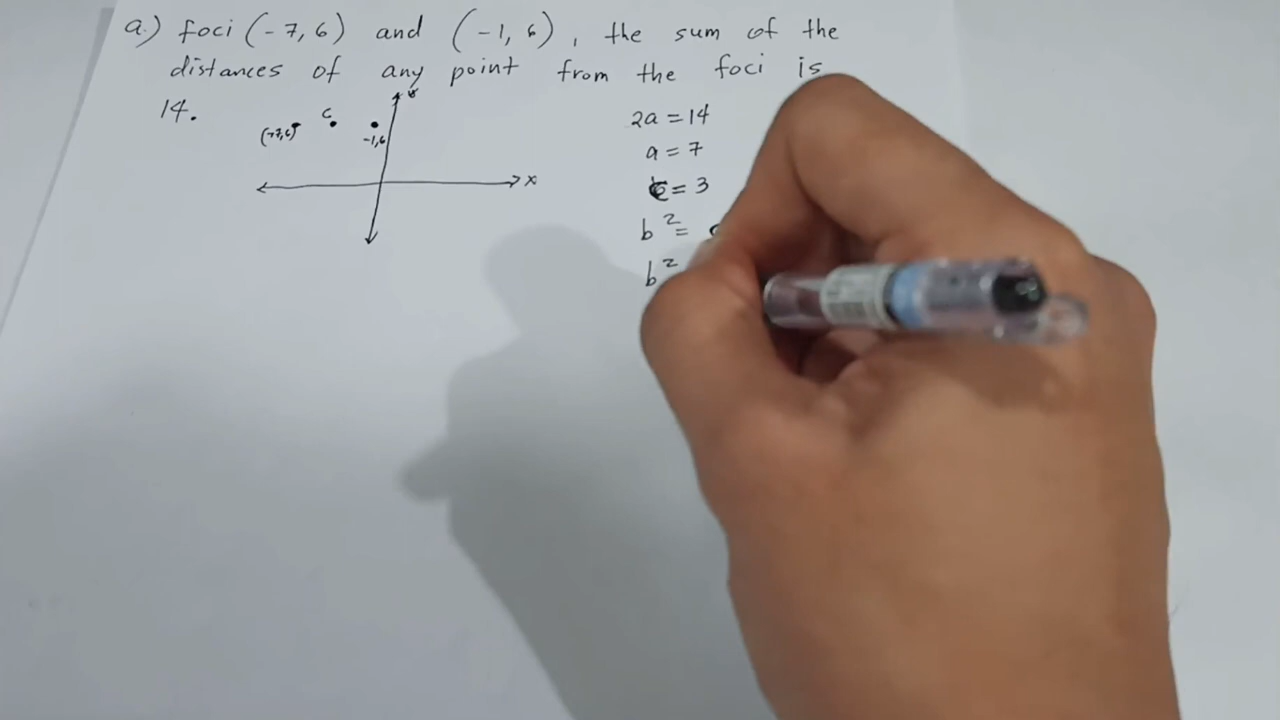 a.) foci (-7, 6) and (-1, 6), the sum of the
distances of any point from the foci is
14.
(-7,6)
C
-1,6
x
2a = 14
a = 7
c = 3
b² =
b²